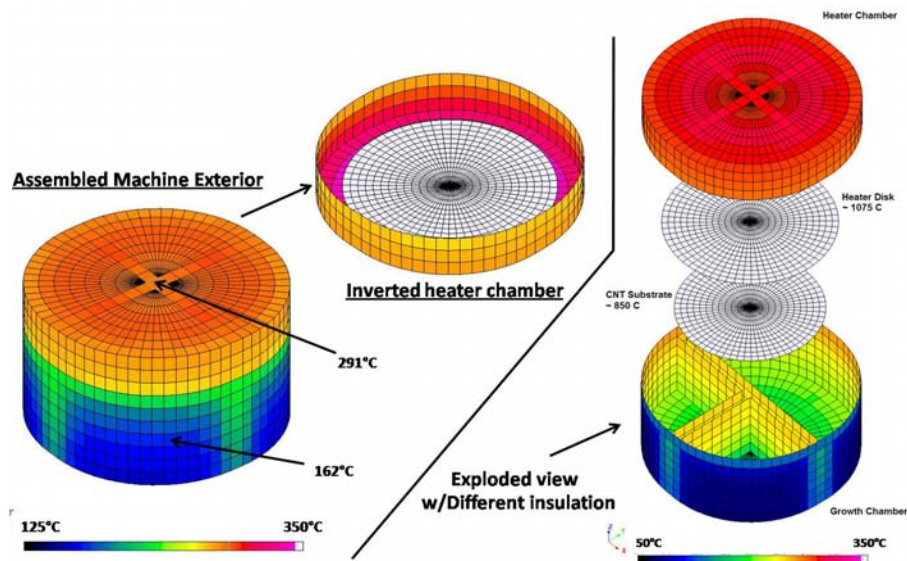 Heater Chamber
Assembled Machine Exterior
Inverted heater chamber
Heater Disk
~ 1075 C
CNT Substrate
~ 850 C
291°C
162°C
Exploded view
w/Different insulation
Growth Chamber
125°C
350°C
50°C
350°C
Z
Y
X